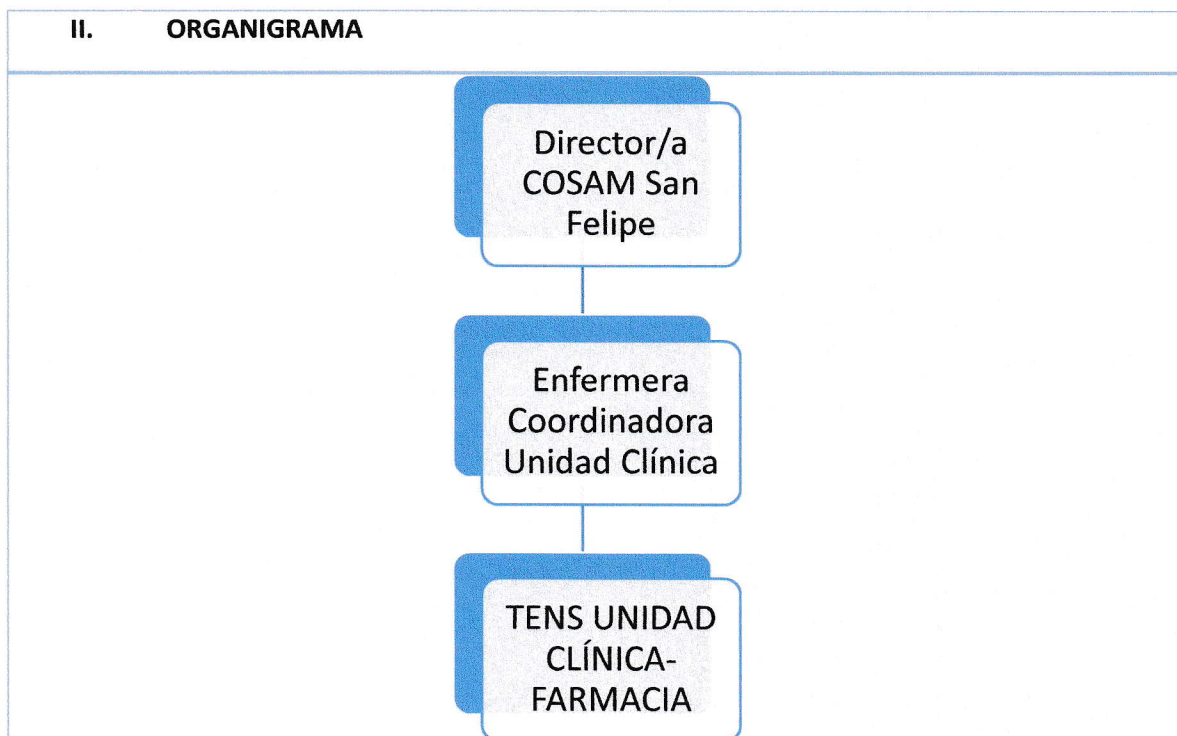 II. ORGANIGRAMA
Director/a
COSAM San
Felipe
Enfermera
Coordinadora
Unidad Clínica
TENS UNIDAD
CLÍNICA-
FARMACIA